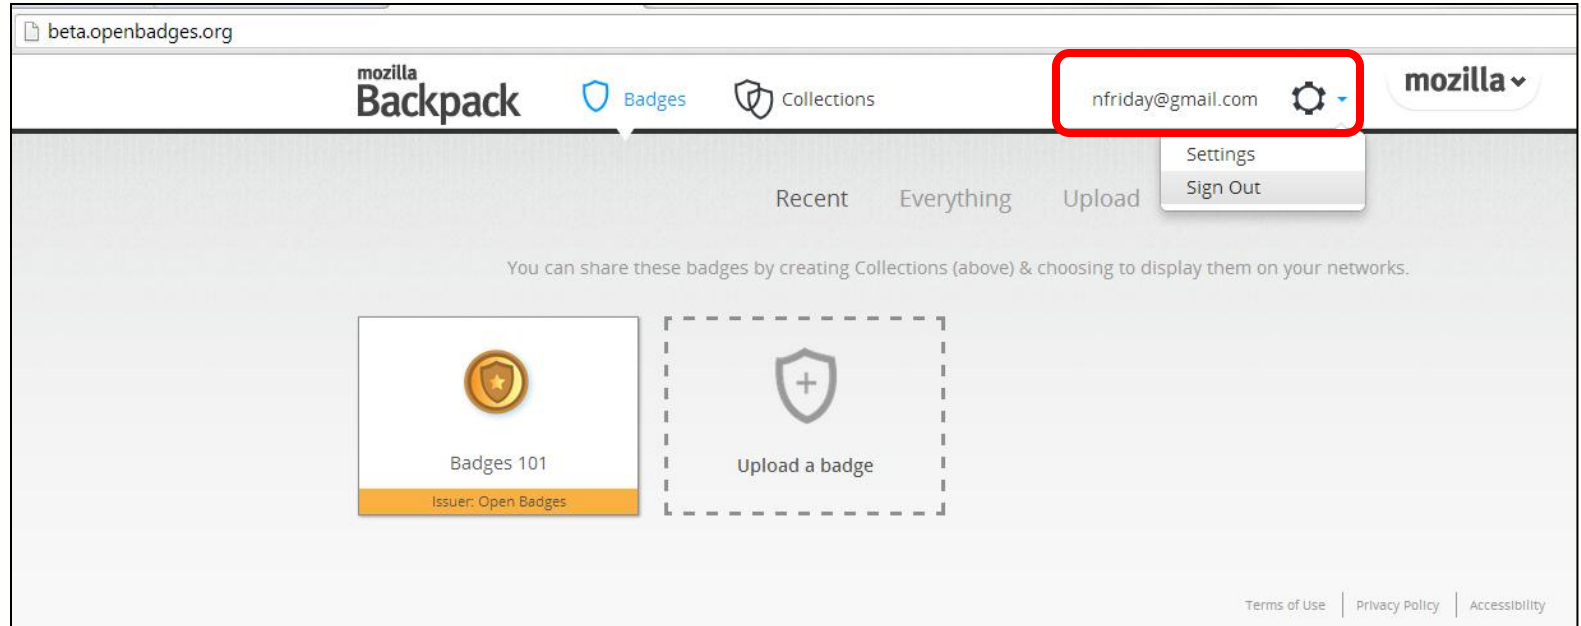 beta.openbadges.org
mozilla
Backpack
Badges
Collections
nfriday@gmail.com
mozilla
Settings
Sign Out
Recent Everything Upload
You can share these badges by creating Collections (above) & choosing to display them on your networks.
Badges 101
Issuer: Open Badges
Upload a badge
Terms of Use Privacy Policy Accessibility